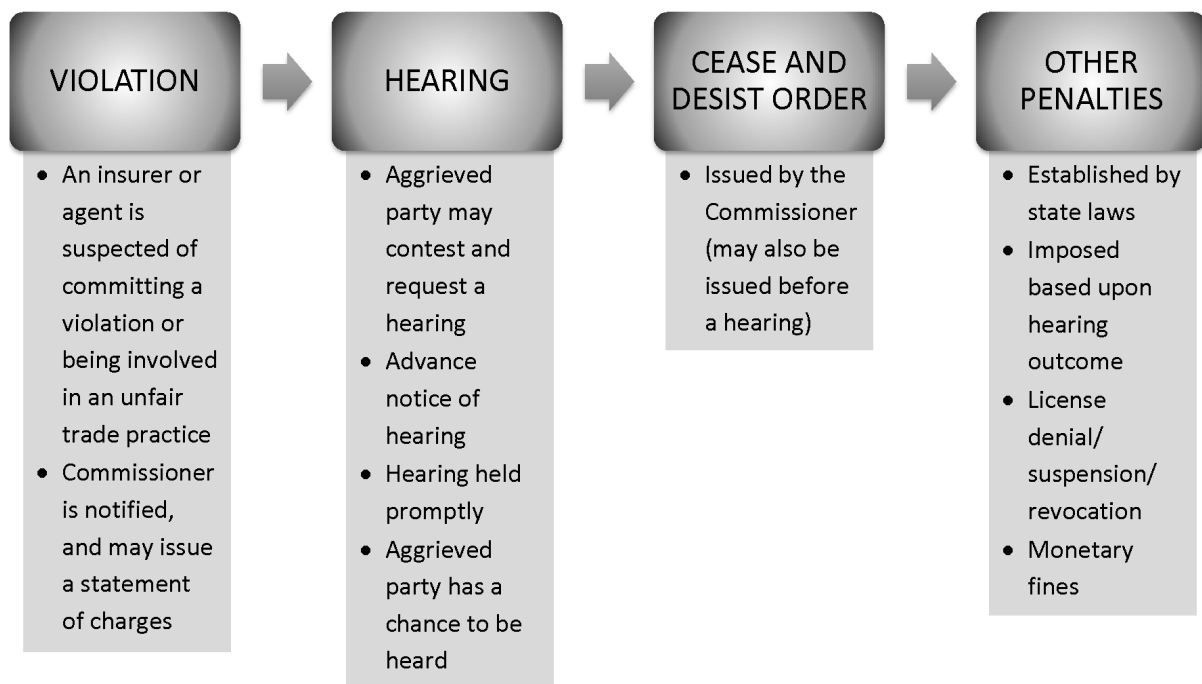 VIOLATION
• An insurer or
agent is
suspected of
committing a
violation or
being involved
in an unfair
trade practice
• Commissioner
is notified,
and may issue
a statement
of charges
HEARING
• Aggrieved
party may
contest and
request a
hearing
• Advance
notice of
hearing
• Hearing held
promptly
• Aggrieved
party has a
chance to be
heard
CEASE AND
DESIST ORDER
• Issued by the
Commissioner
(may also be
issued before
a hearing)
OTHER
PENALTIES
• Established by
state laws
• Imposed
based upon
hearing
outcome
• License
denial/
suspension/
revocation
• Monetary
fines